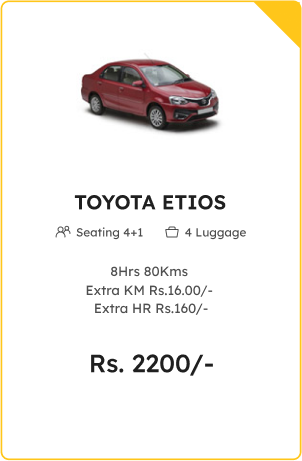 TOYOTA ETIOS
Seating 4+1 4 Luggage
8Hrs 80Kms
Extra KM Rs.16.00/-
Extra HR Rs.160/-
Rs. 2200/-